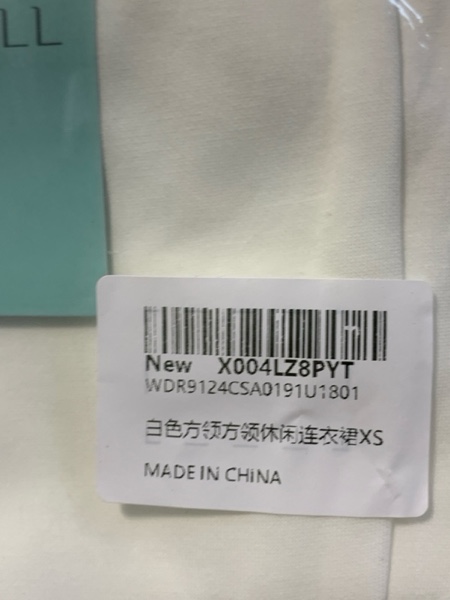 LL
New X004LZ8PYT
WDR9124CSA0191U1801
白色方领方领休闲连衣裙XS
MADE IN CHINA